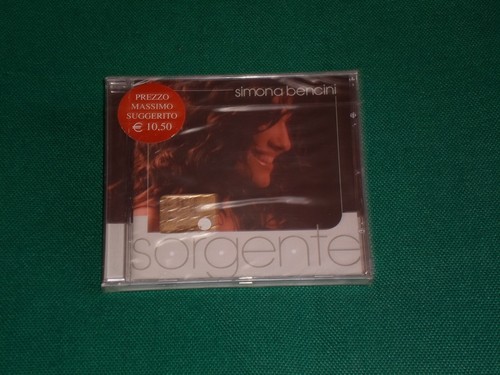 PREZZO
MASSIMO
SUGGERITO
€ 10,50
simona bencini
sorgente